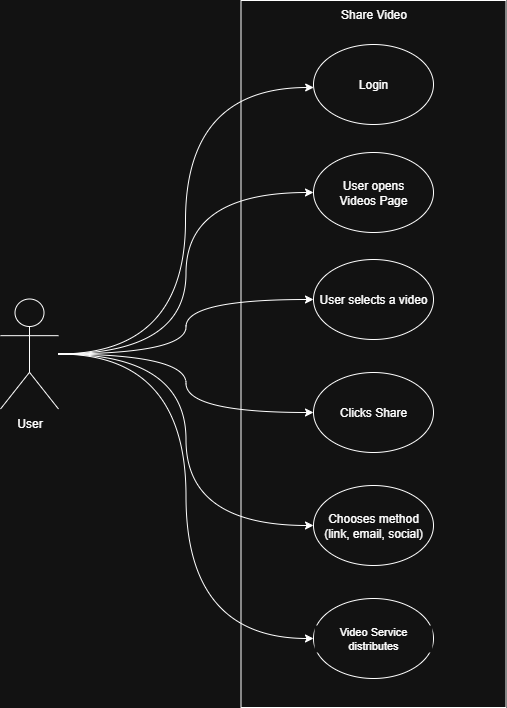 Share Video
Login
User opens
Videos Page
User selects a video
Clicks Share
Chooses method
(link, email, social)
Video Service
distributes
User